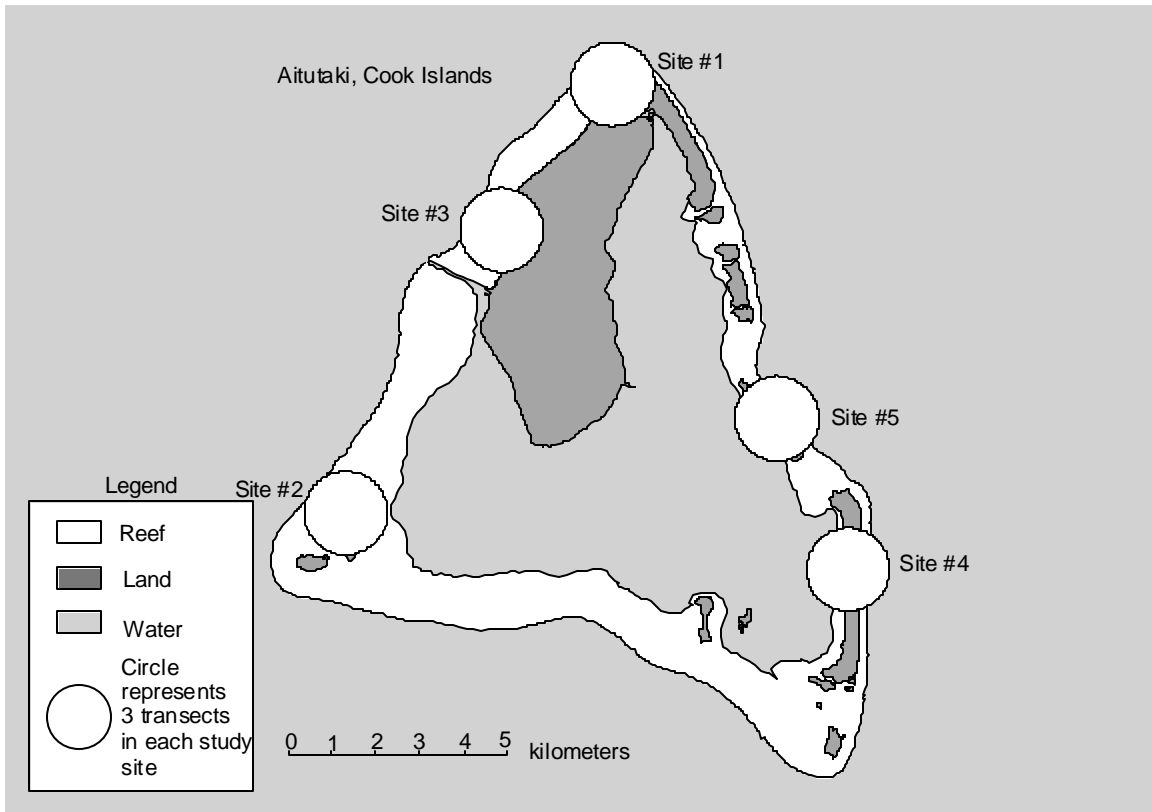 Site #1
Aitutaki, Cook Islands
Site #3
Site #5
Legend
Site #2
Reef
Site #4
Land
Water
Circle
represents
3 transects
in each study
site
0 1 2 3 4 5
kilometers